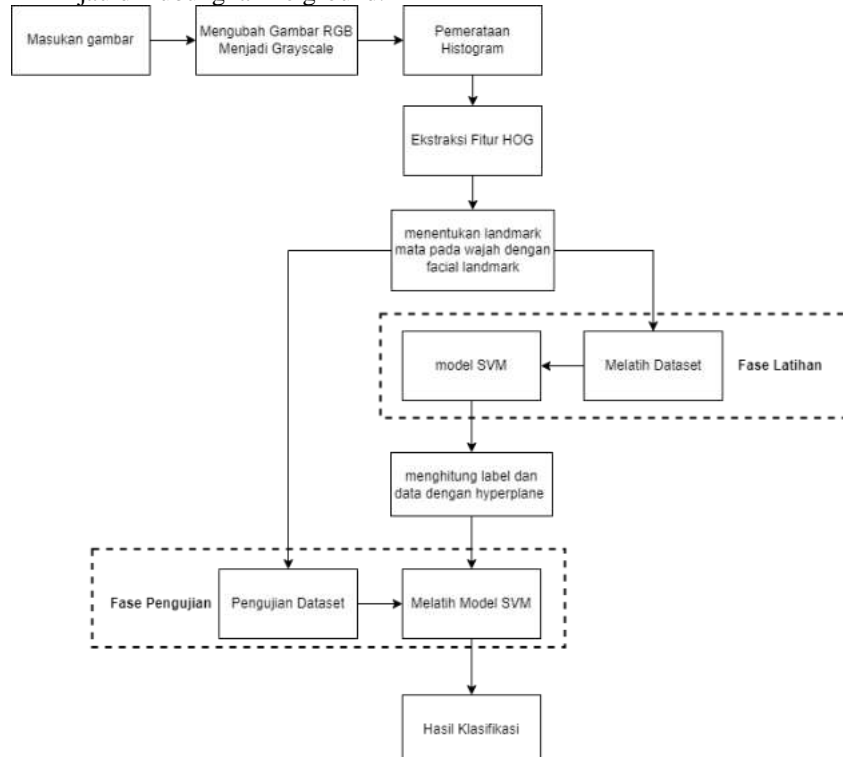 Masukan gambar
Mengubah Gambar RGB
Menjadi Grayscale
Pemerataan
Histogram
Ekstraksi Fitur HOG
menentukan landmark
mata pada wajah dengan
facial landmark
model SVM
Melatih Dataset
Fase Latihan
menghitung label dan
data dengan hyperplane
Fase Pengujian
Pengujian Dataset
Melatih Model SVM
Hasil Klasifikasi